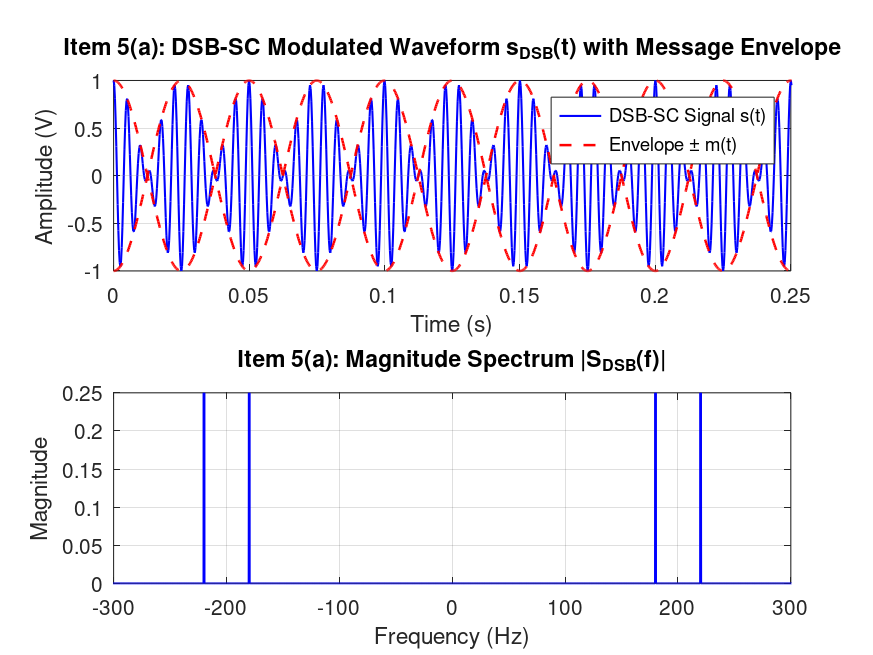 Item 5(a): DSB-SC Modulated Waveform sDSB(t) with Message Envelope
1
0.5
0
-0.5
-1
Amplitude (V)
DSB-SC Signal s(t)
Envelope ± m(t)
0 0.05 0.1 0.15 0.2 0.25
Time (s)
Item 5(a): Magnitude Spectrum |SDSB(f)|
0.25
0.2
0.15
0.1
0.05
0
Magnitude
-300 -200 -100 0 100 200 300
Frequency (Hz)